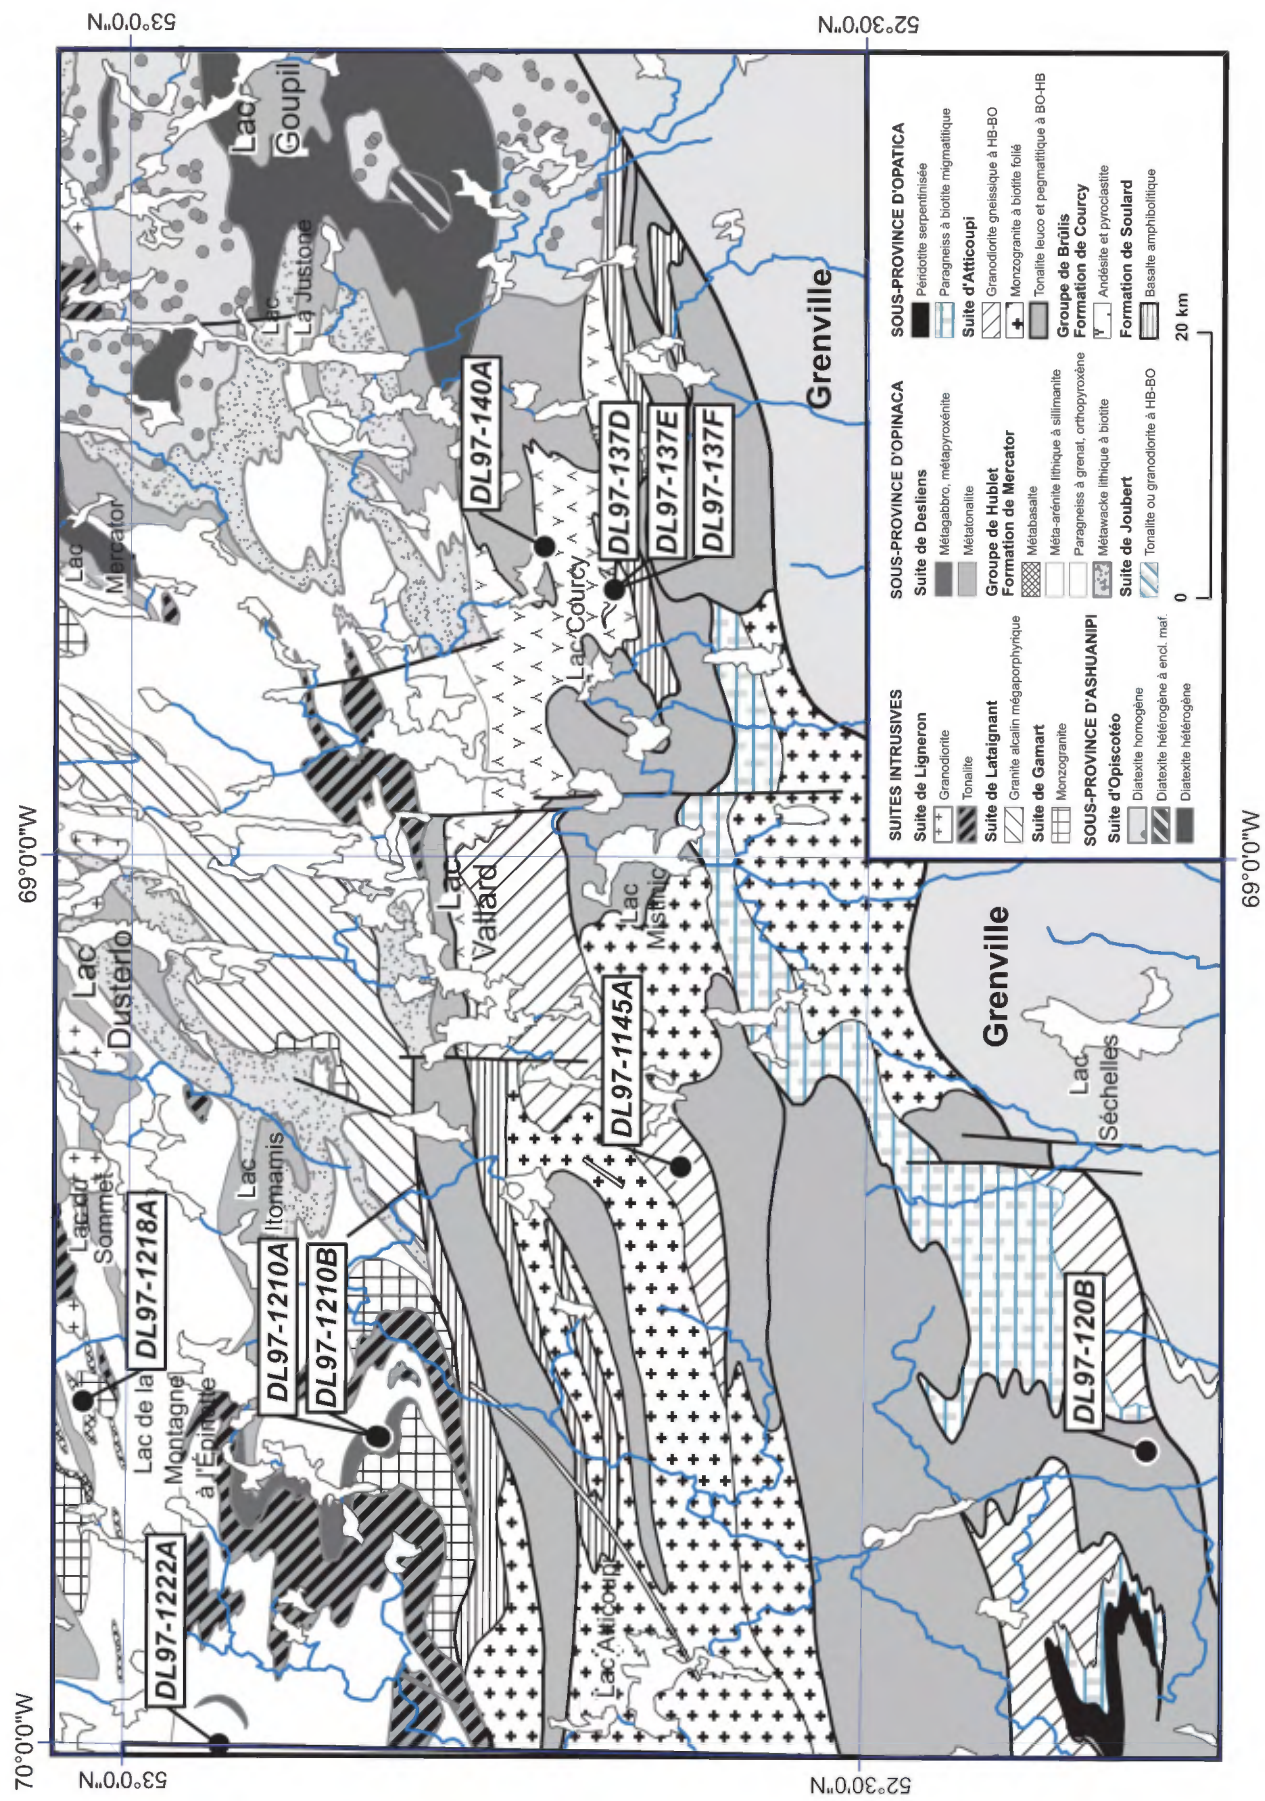 70°0'0"W
69°0'0"W
53°0'0"N
53°0'0"N
52°30'0"N
52°30'0"N
69°0'0"W
Lac
Goupil
Lac
La Justone
Lac
Mercator
Lac
Dusterlo
Lac du
Sommet
DL97-1218A
Lac
Itomamis
DL97-1210A
DL97-1210B
Lac de la
Montagne
à l'Épinette
DL97-1222A
DL97-140A
DL97-137D
DL97-137E
DL97-137F
Lac Courcy
Lac
Vallard
Lac
Mistinic
DL97-1145A
Lac Atticoupi
DL97-120B
Grenville
Grenville
Lac
Séchelles
SUITES INTRUSIVES
Suite de Ligneron
Granodiorite
Tonalite
Suite de Lataignant
Granite alcalin mégaporphyrique
Suite de Gamart
Monzogranite
SOUS-PROVINCE D'ASHUANIPI
Suite d'Opiscotéo
Diatexite homogène
Diatexite hétérogène à encl. maf.
Diatexite hétérogène
SOUS-PROVINCE D'OPINACA
Suite de Desliens
Métagabbro, métapyroxénite
Métatonalite
Groupe de Hublet
Formation de Mercator
Métabasalte
Méta-arénite lithique à sillimanite
Paragneiss à grenat, orthopyroxène
Métawacke lithique à biotite
Suite de Joubert
Tonalite ou granodiorite à HB-BO
SOUS-PROVINCE D'OPATICA
Péridotite serpentinisée
Paragneiss à biotite migmatitique
Suite d'Atticoupi
Granodiorite gneissique à HB-BO
Monzogranite à biotite folié
Tonalite leuco et pegmatitique à BO-HB
Groupe de Brûlis
Formation de Courcy
Andésite et pyroclastite
Formation de Soulard
Basalte amphibolitique
0
20 km